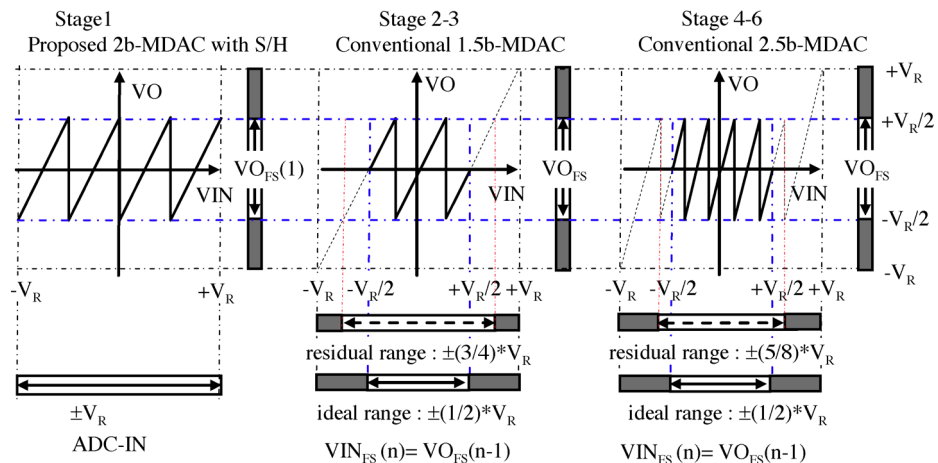 Stage1
Proposed 2b-MDAC with S/H
Stage 2-3
Conventional 1.5b-MDAC
Stage 4-6
Conventional 2.5b-MDAC
VO
VIN
VO_FS(1)
VO
VIN
VO_FS
VO
VIN
VO_FS
+V_R
+V_R/2
-V_R/2
-V_R
-V_R
+V_R
-V_R
-V_R/2
+V_R/2
+V_R
-V_R
-V_R/2
+V_R/2
+V_R
residual range : ±(3/4)*V_R
residual range : ±(5/8)*V_R
±V_R
ADC-IN
ideal range : ±(1/2)*V_R
ideal range : ±(1/2)*V_R
VIN_FS (n)= VO_FS(n-1)
VIN_FS (n)= VO_FS(n-1)